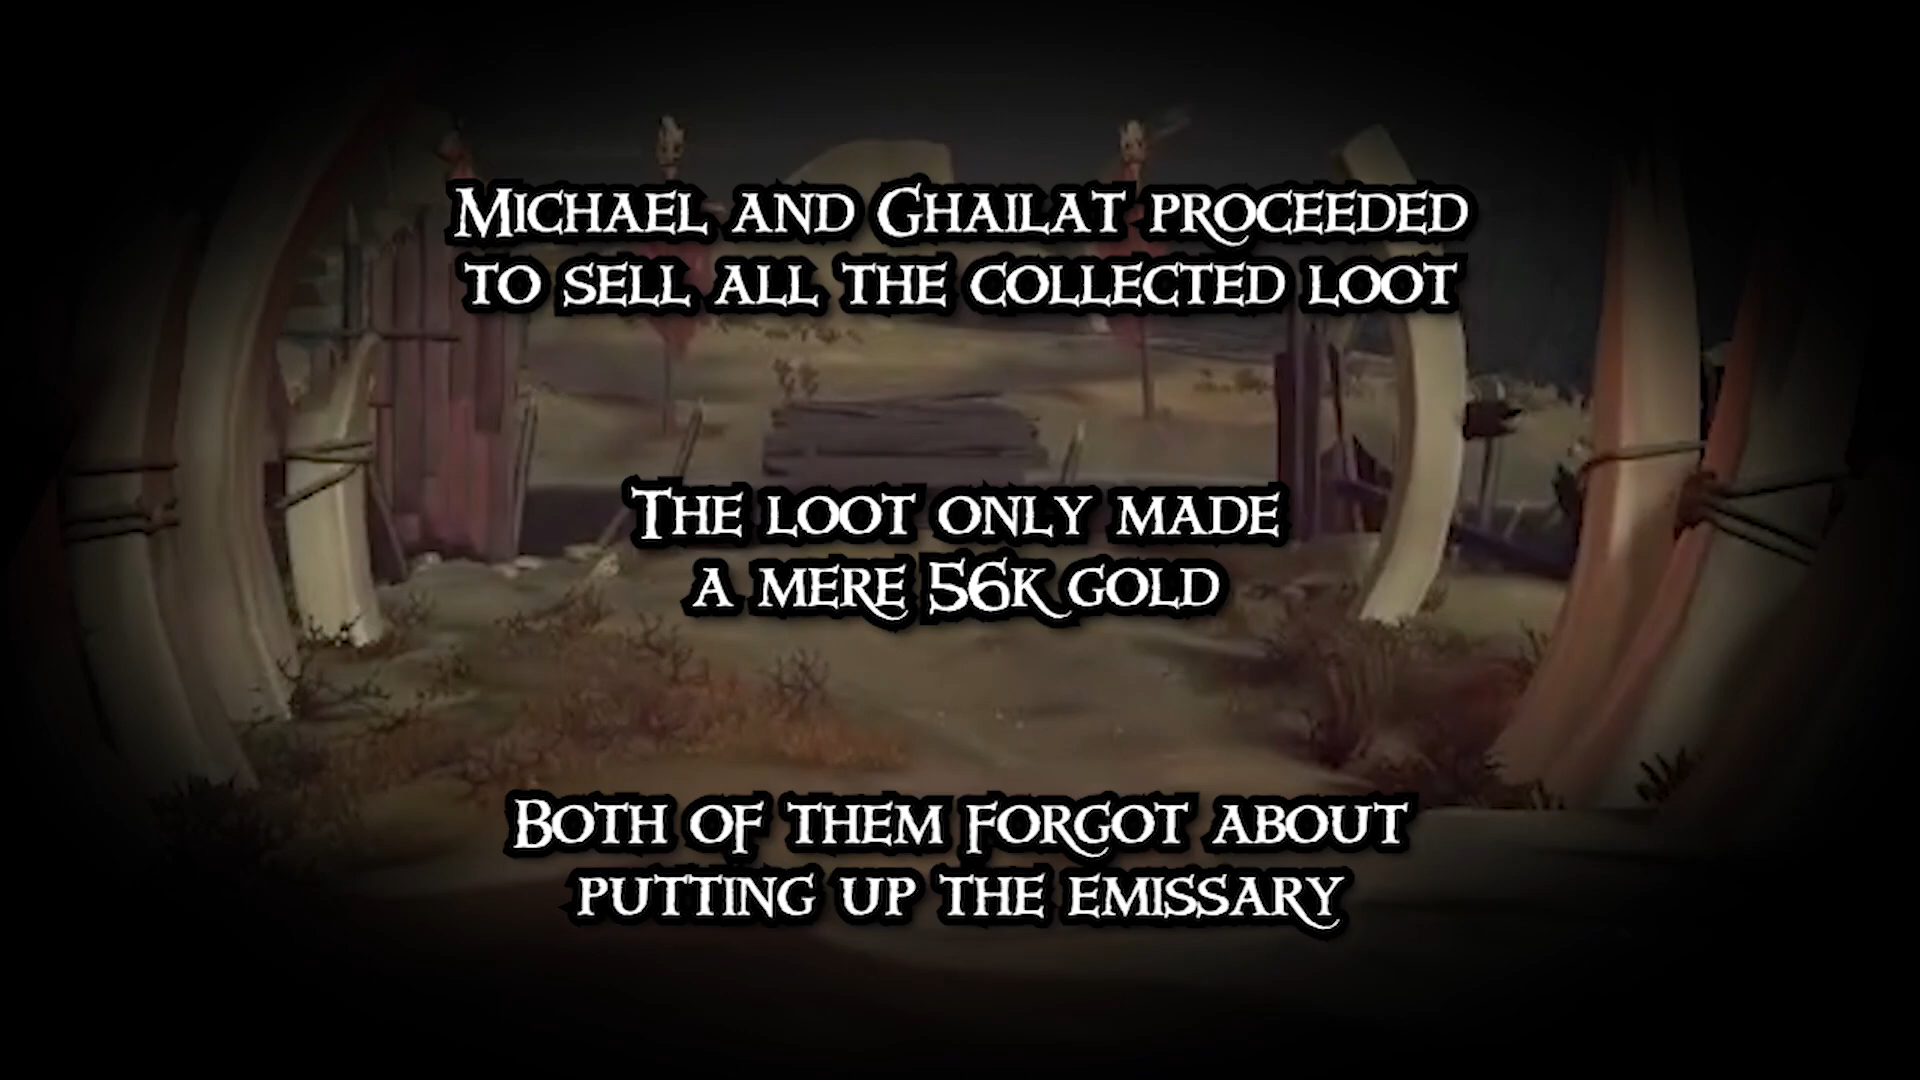 Michael and Ghailat proceeded
to sell all the collected loot
The loot only made
a mere 56k gold
Both of them forgot about
putting up the emissary